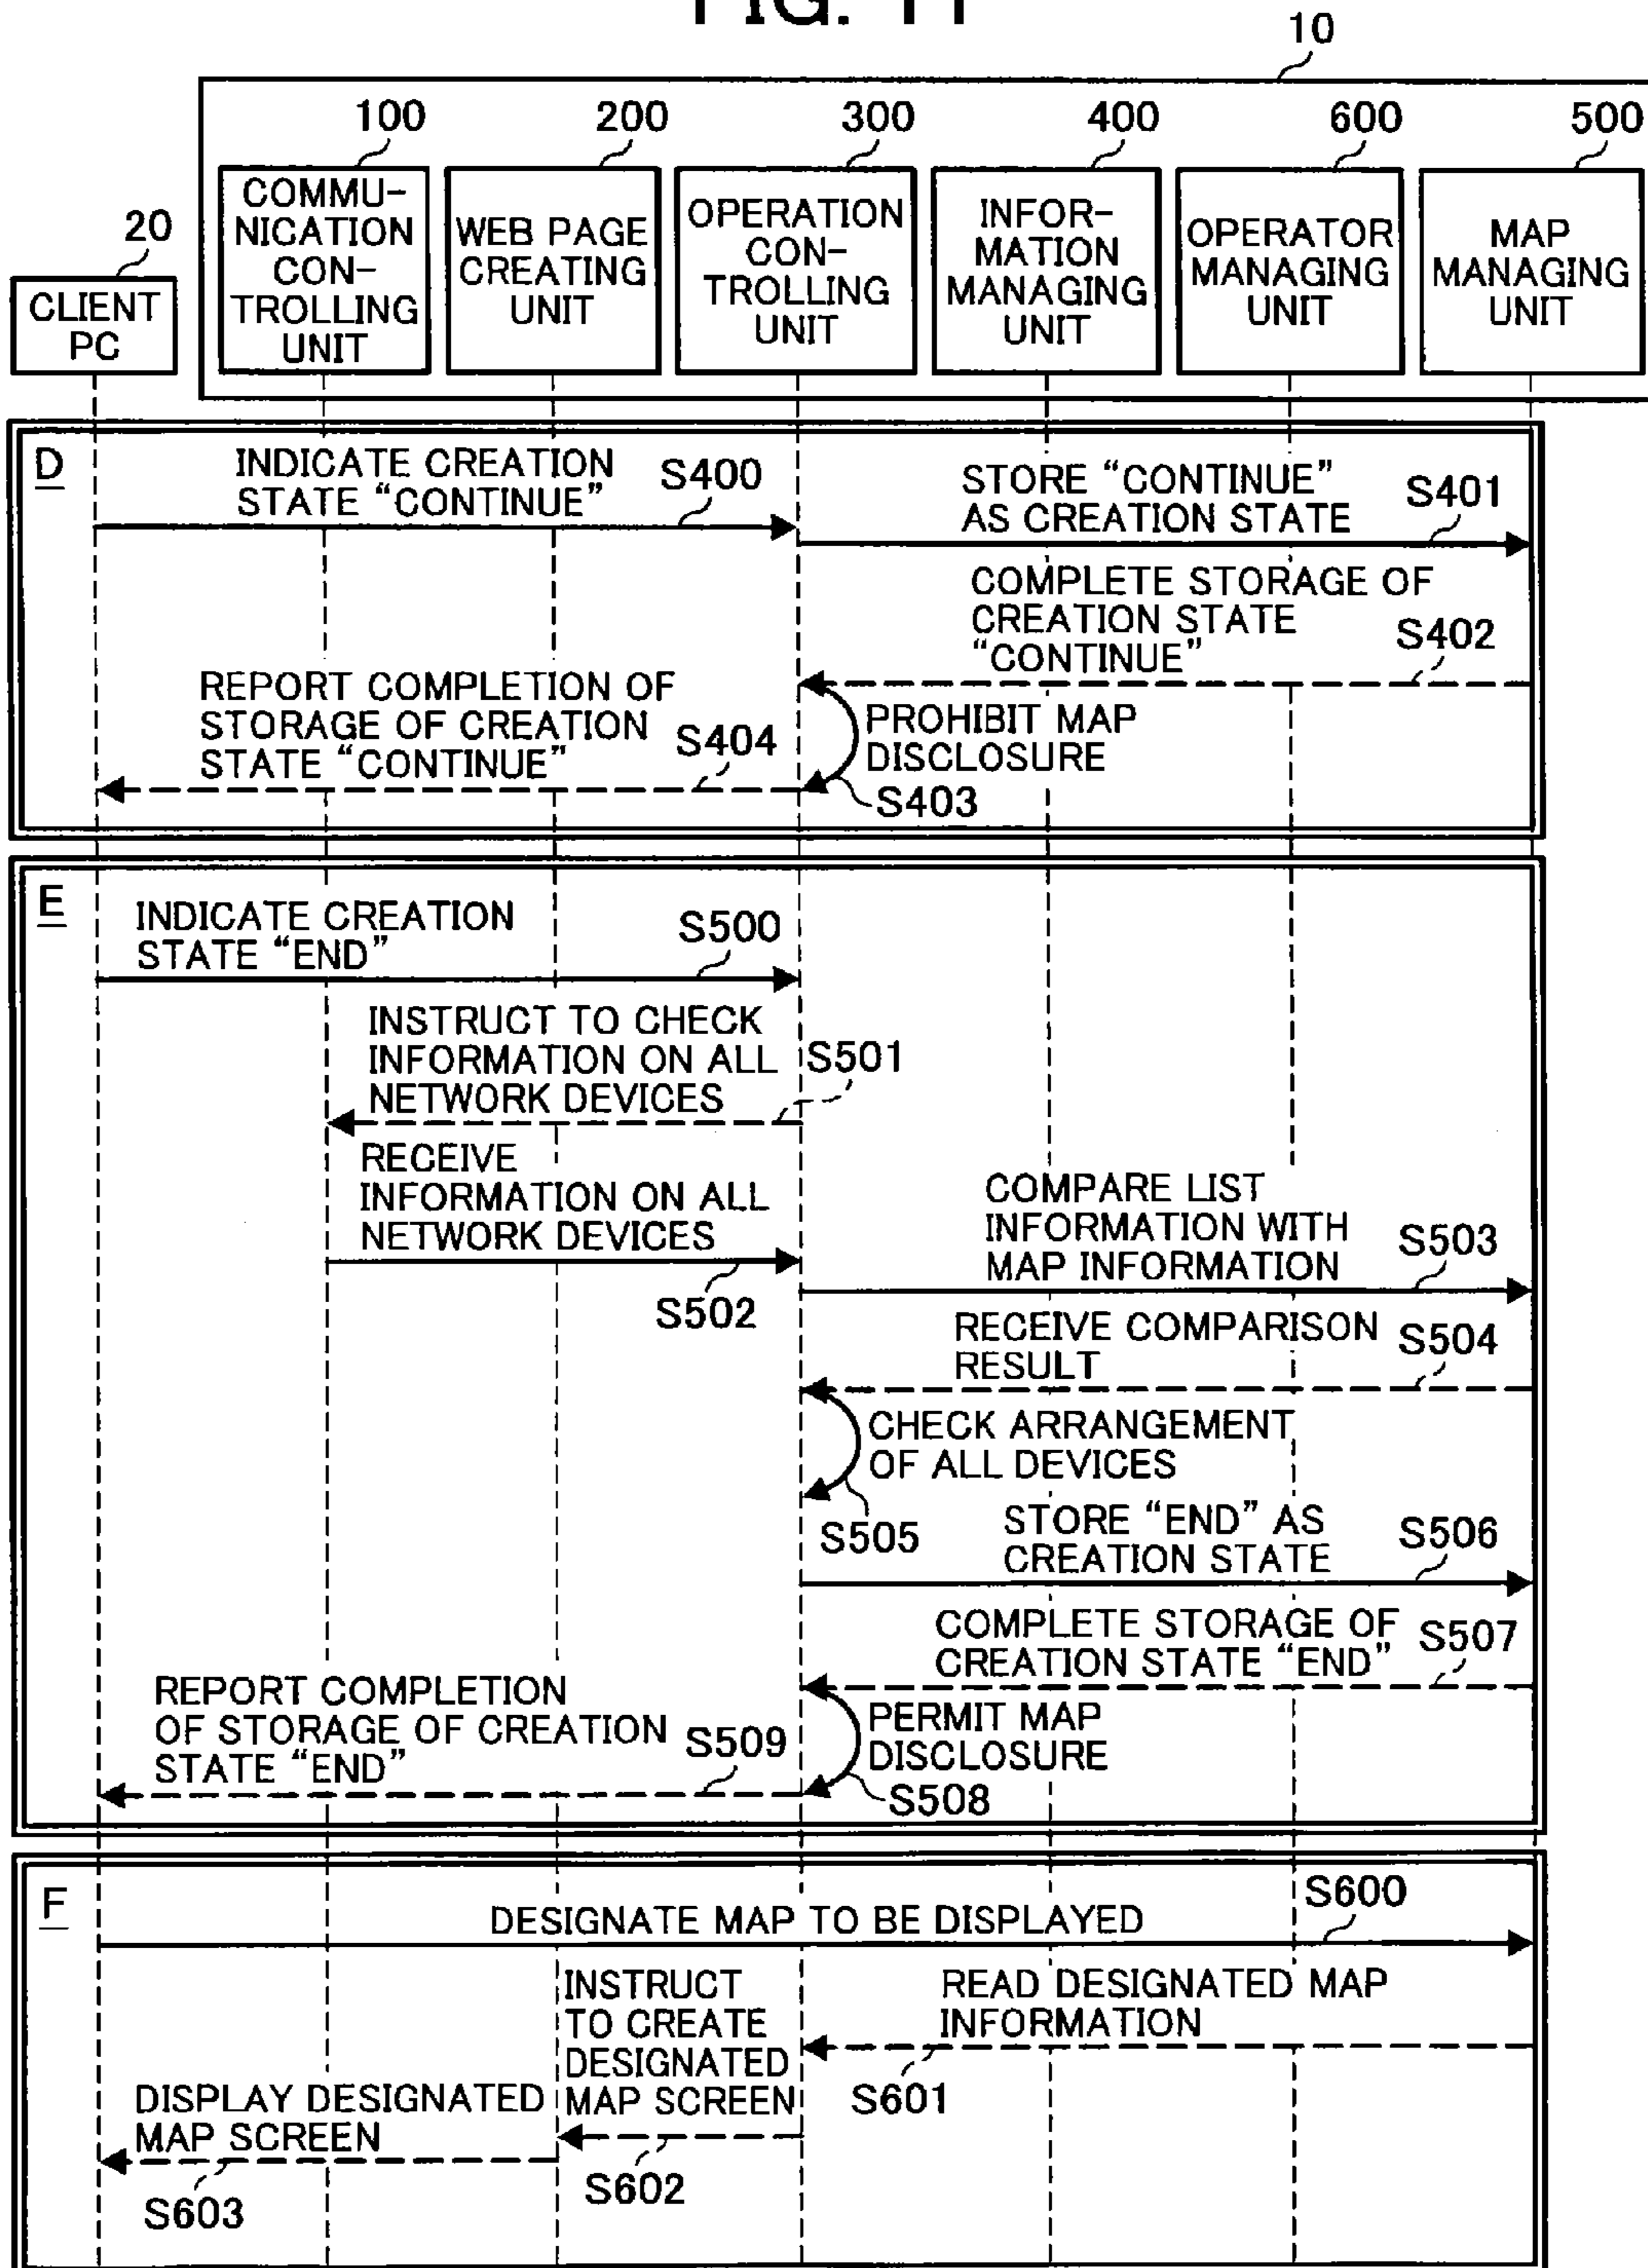 FIG. 11
10
100
200
300
400
600
500
20
CLIENT
PC
COMMU-
NICATION
CON-
TROLLING
UNIT
WEB PAGE
CREATING
UNIT
OPERATION
CON-
TROLLING
UNIT
INFOR-
MATION
MANAGING
UNIT
OPERATOR
MANAGING
UNIT
MAP
MANAGING
UNIT
D
INDICATE CREATION
STATE “CONTINUE”
S400
STORE “CONTINUE”
AS CREATION STATE
S401
COMPLETE STORAGE OF
CREATION STATE
“CONTINUE”
S402
REPORT COMPLETION OF
STORAGE OF CREATION
STATE “CONTINUE”
S404
PROHIBIT MAP
DISCLOSURE
S403
E
INDICATE CREATION
STATE “END”
S500
INSTRUCT TO CHECK
INFORMATION ON ALL
NETWORK DEVICES
S501
RECEIVE
INFORMATION ON ALL
NETWORK DEVICES
S502
COMPARE LIST
INFORMATION WITH
MAP INFORMATION
S503
RECEIVE COMPARISON
RESULT
S504
CHECK ARRANGEMENT
OF ALL DEVICES
S505
STORE “END” AS
CREATION STATE
S506
COMPLETE STORAGE OF
CREATION STATE “END”
S507
REPORT COMPLETION
OF STORAGE OF CREATION
STATE “END”
S509
PERMIT MAP
DISCLOSURE
S508
F
DESIGNATE MAP TO BE DISPLAYED
S600
READ DESIGNATED MAP
INFORMATION
S601
INSTRUCT
TO CREATE
DESIGNATED
MAP SCREEN
S602
DISPLAY DESIGNATED
MAP SCREEN
S603